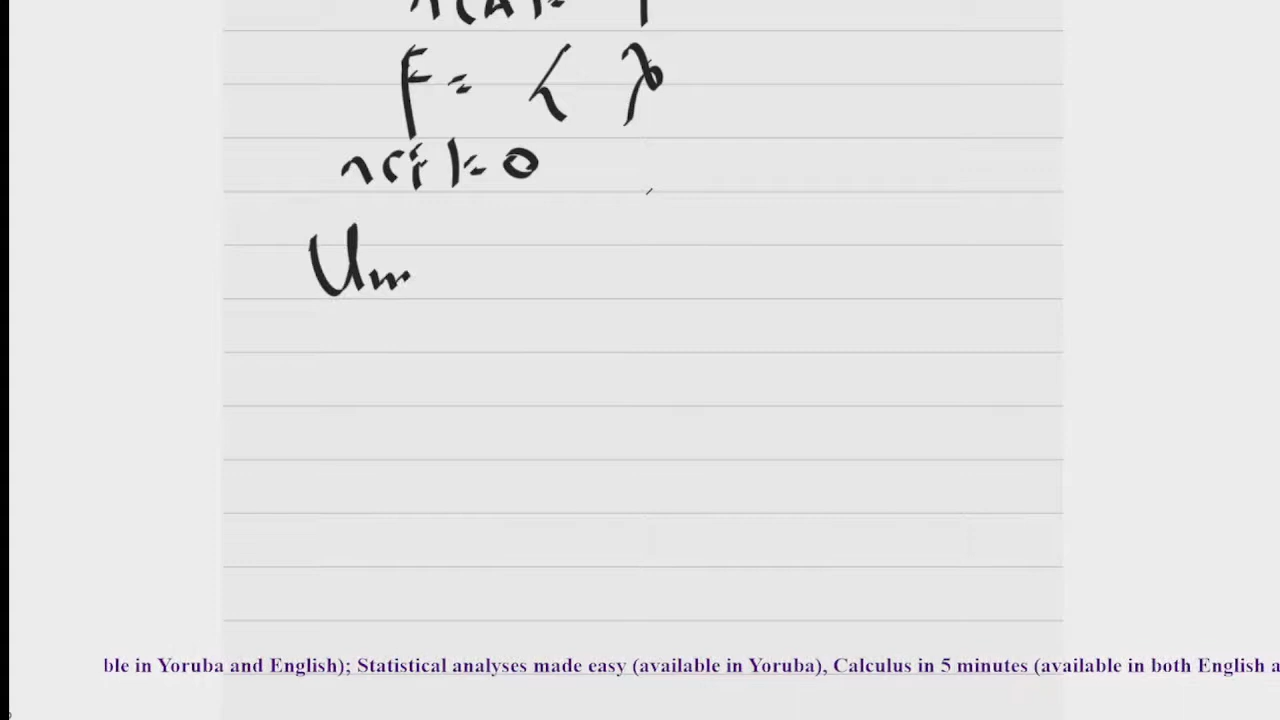 F = { }
n(F) = 0
Un
ble in Yoruba and English); Statistical analyses made easy (available in Yoruba), Calculus in 5 minutes (available in both English a